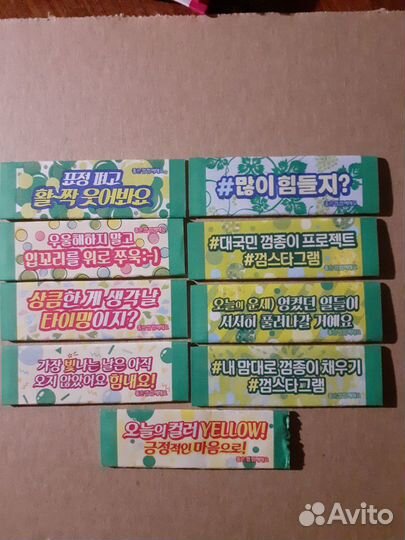 표정 펴고
활-짝 웃어봐요
#많이 힘들지?
우울해하지 말고
입꼬리를 위로 쭈욱:-)
#대국민 껌종이 프로젝트
#껌스타그램
상큼한게 생각날
타이밍이지?
오늘의 운세) 엉켰던 일들이
서서히 풀려나갈 거예요
가장 빛나는 날은 아직
오지 않았아요 힘내요!
#내 맘대로 껌종이 채우기
#껌스타그램
오늘의 컬러 YELLOW!
긍정적인 마음으로!
Avito